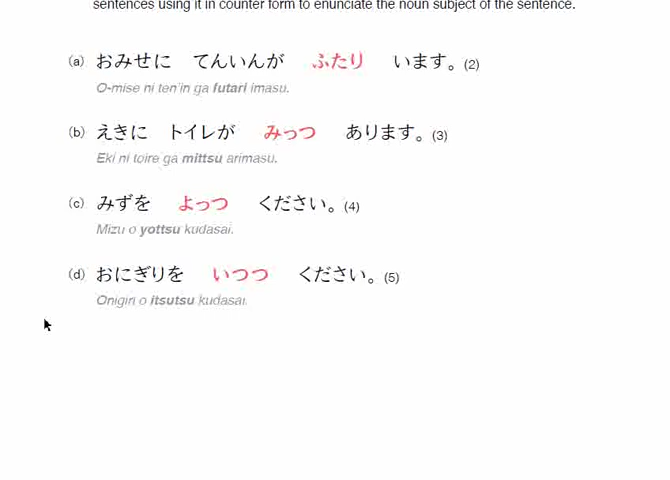 sentences using it in counter form to enunciate the noun subject of the sentence.
(a) おみせに てんいんが ふたり います。(2)
O-mise ni ten'in ga futari imasu.
(b) えきに トイレが みっつ あります。(3)
Eki ni toire ga mittsu arimasu.
(c) みずを よっつ ください。(4)
Mizu o yottsu kudasai.
(d) おにぎりを いつつ ください。(5)
Onigiri o itsutsu kudasai.